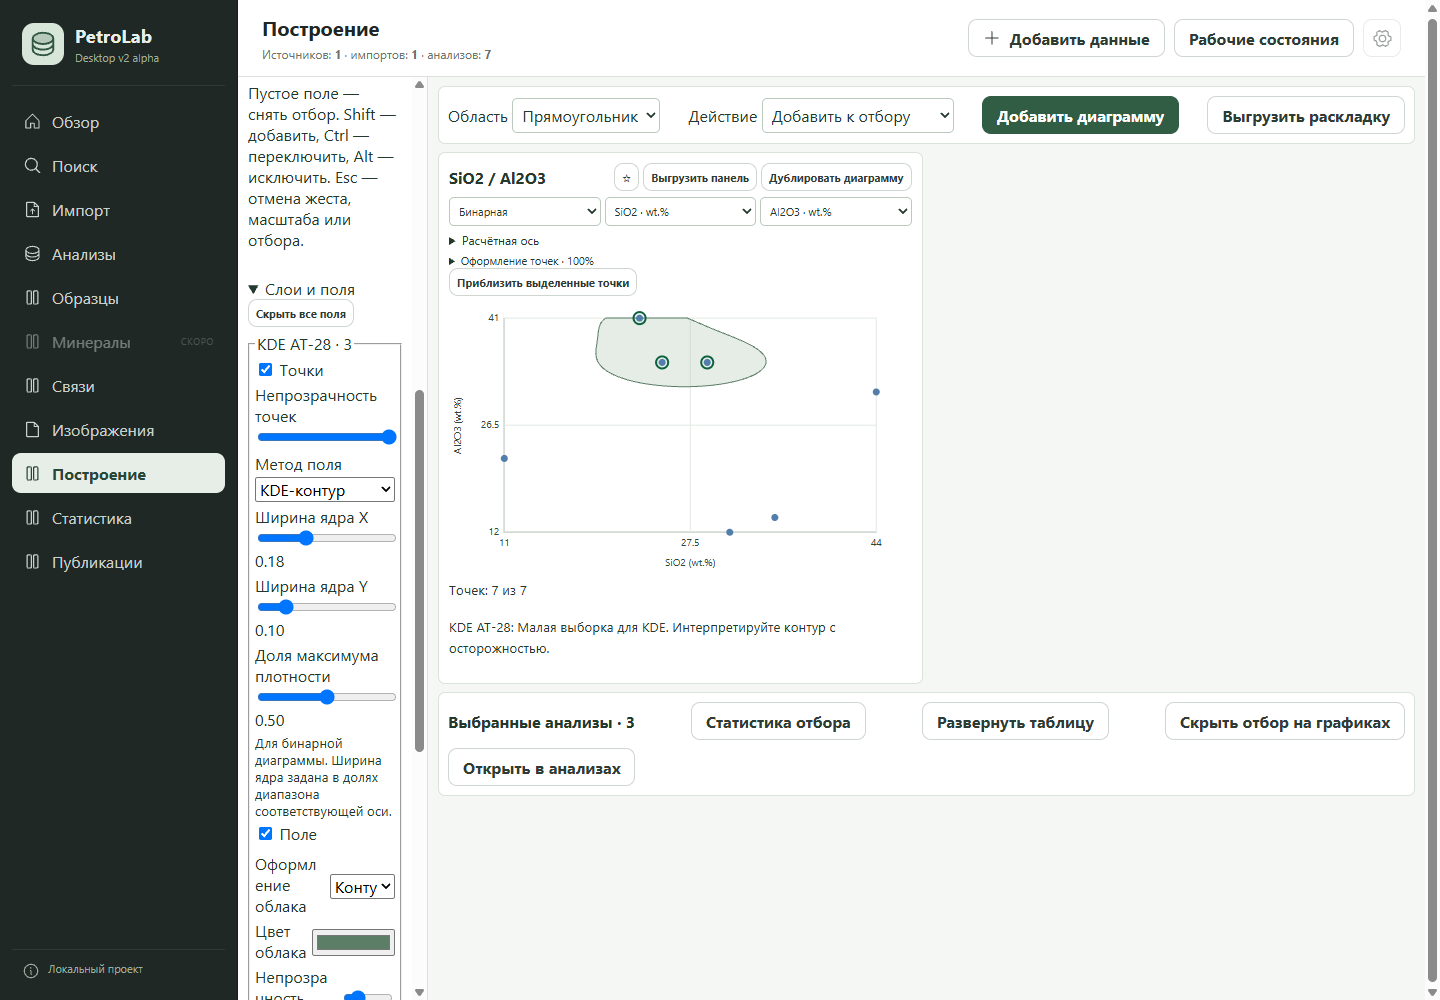 PetroLab
Desktop v2 alpha
Обзор
Поиск
Импорт
Анализы
Образцы
Минералы СКОРО
Связи
Изображения
Построение
Статистика
Публикации
Локальный проект
Построение
Источников: 1 · импортов: 1 · анализов: 7
Добавить данные
Рабочие состояния
Пустое поле —
снять отбор. Shift —
добавить, Ctrl —
переключить, Alt —
исключить. Esc —
отмена жеста,
масштаба или
отбора.
Слои и поля
Скрыть все поля
KDE AT-28 · 3
Точки
Непрозрачность
точек
Метод поля
KDE-контур
Ширина ядра X
0.18
Ширина ядра Y
0.10
Доля максимума
плотности
0.50
Для бинарной
диаграммы. Ширина
ядра задана в долях
диапазона
соответствующей оси.
Поле
Оформл
ение
облака
Конту
Цвет
облака
Непрозра
чность
Область
Прямоугольник
Действие
Добавить к отбору
Добавить диаграмму
Выгрузить раскладку
SiO2 / Al2O3
☆
Выгрузить панель
Дублировать диаграмму
Бинарная
SiO2 · wt.%
Al2O3 · wt.%
Расчётная ось
Оформление точек · 100%
Приблизить выделенные точки
41
26.5
12
Al2O3 (wt.%)
11
27.5
44
SiO2 (wt.%)
Точек: 7 из 7
KDE AT-28: Малая выборка для KDE. Интерпретируйте контур с
осторожностью.
Выбранные анализы · 3
Статистика отбора
Развернуть таблицу
Скрыть отбор на графиках
Открыть в анализах